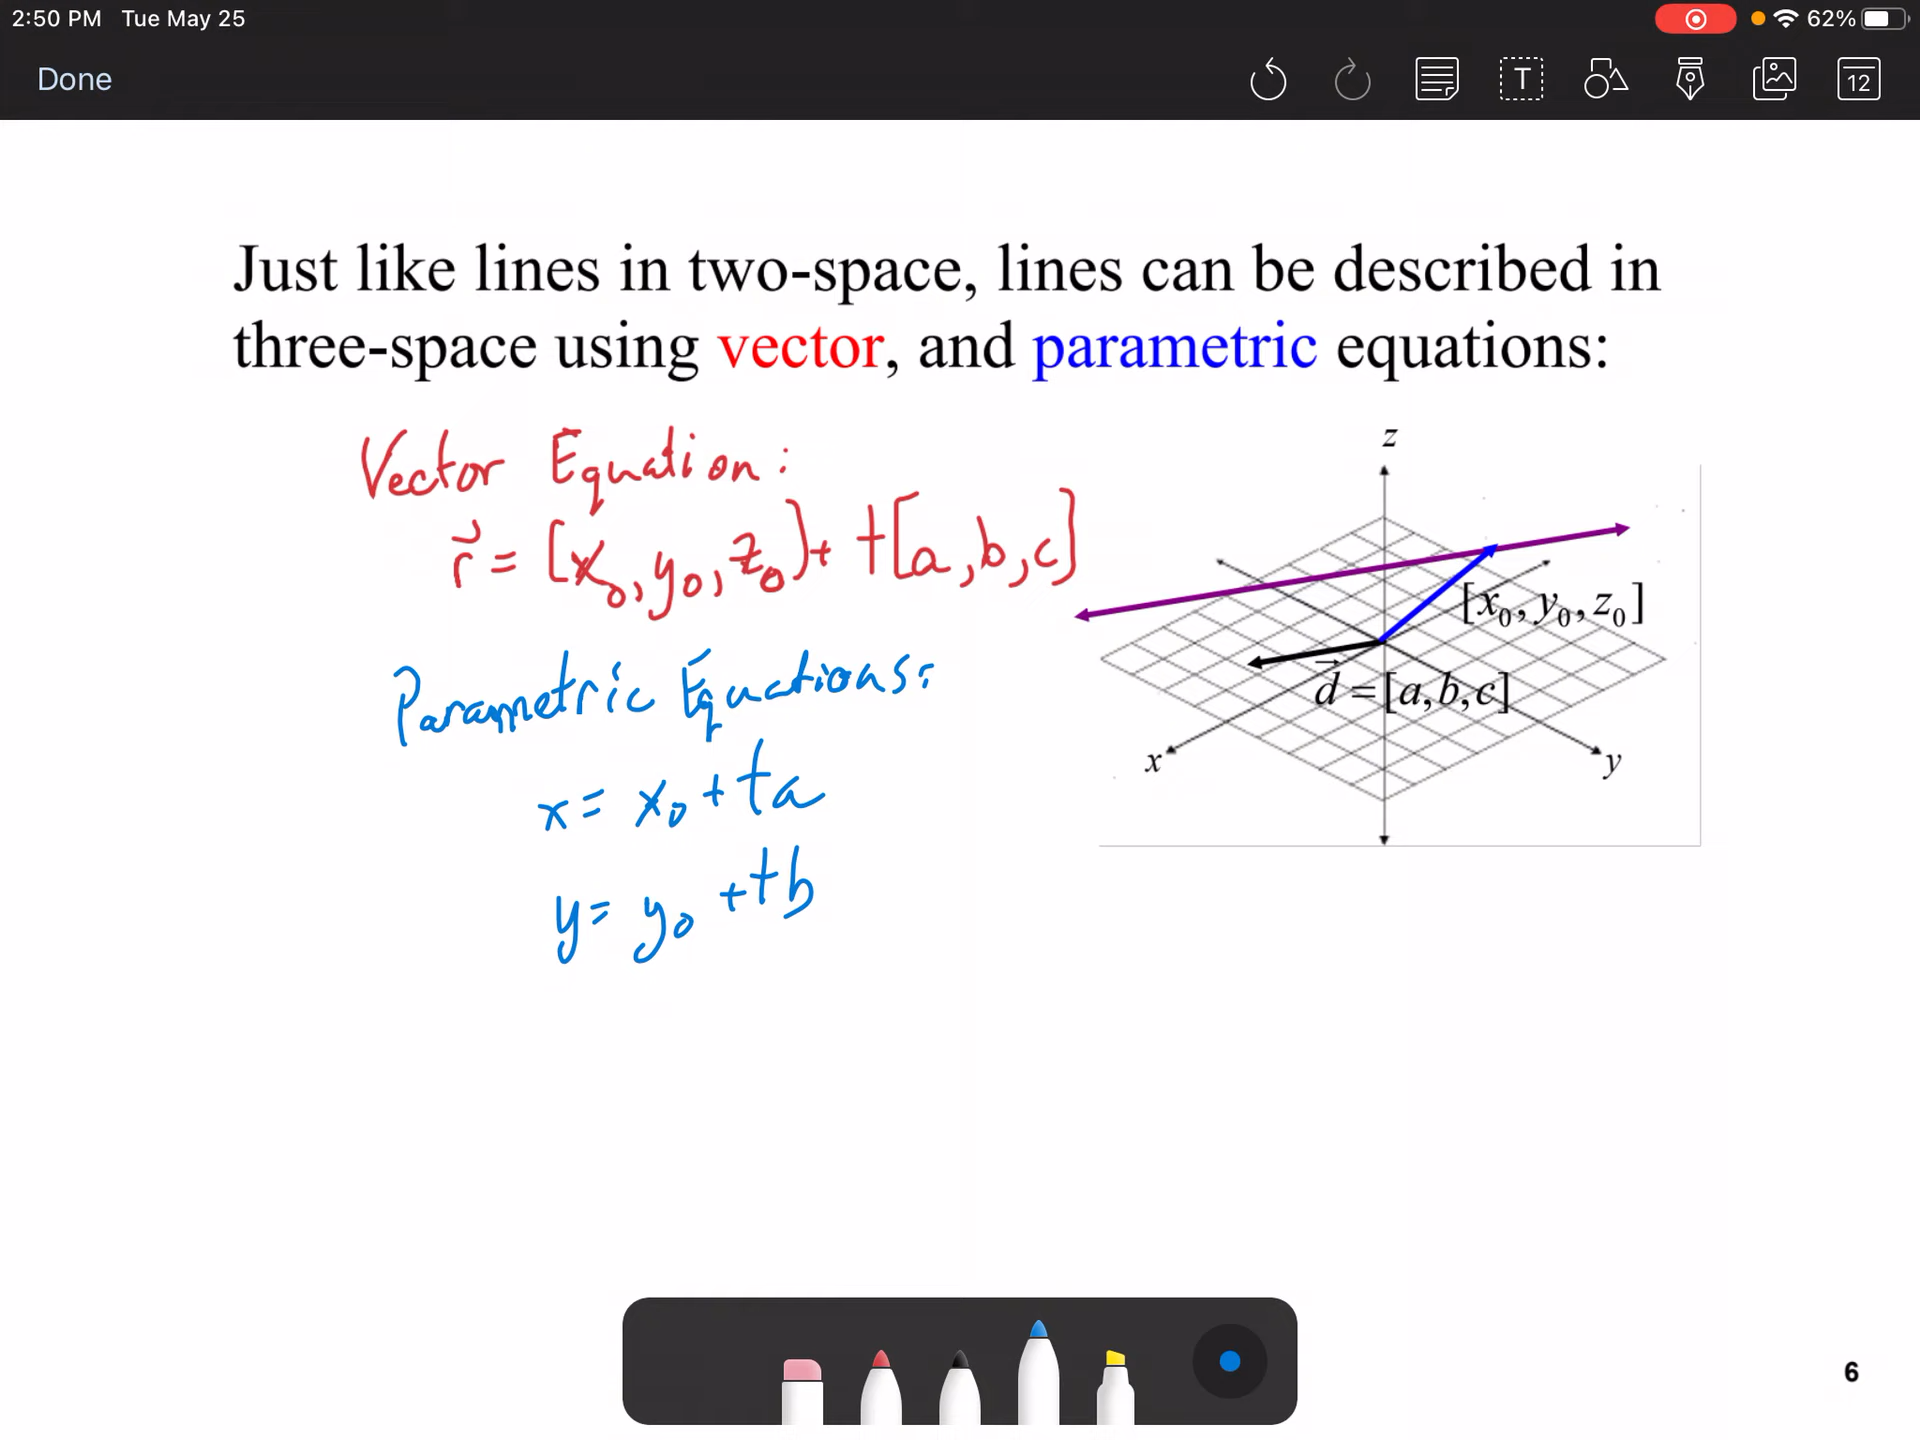 2:50 PM Tue May 25
62%
Done
T
12
Just like lines in two-space, lines can be described in
three-space using vector, and parametric equations:
Vector Equation:
r⃗ = [x₀, y₀, z₀] + t[a, b, c]
Parametric Equations:
x = x₀ + ta
y = y₀ + tb
z
[x₀, y₀, z₀]
d⃗ = [a, b, c]
x
y
6